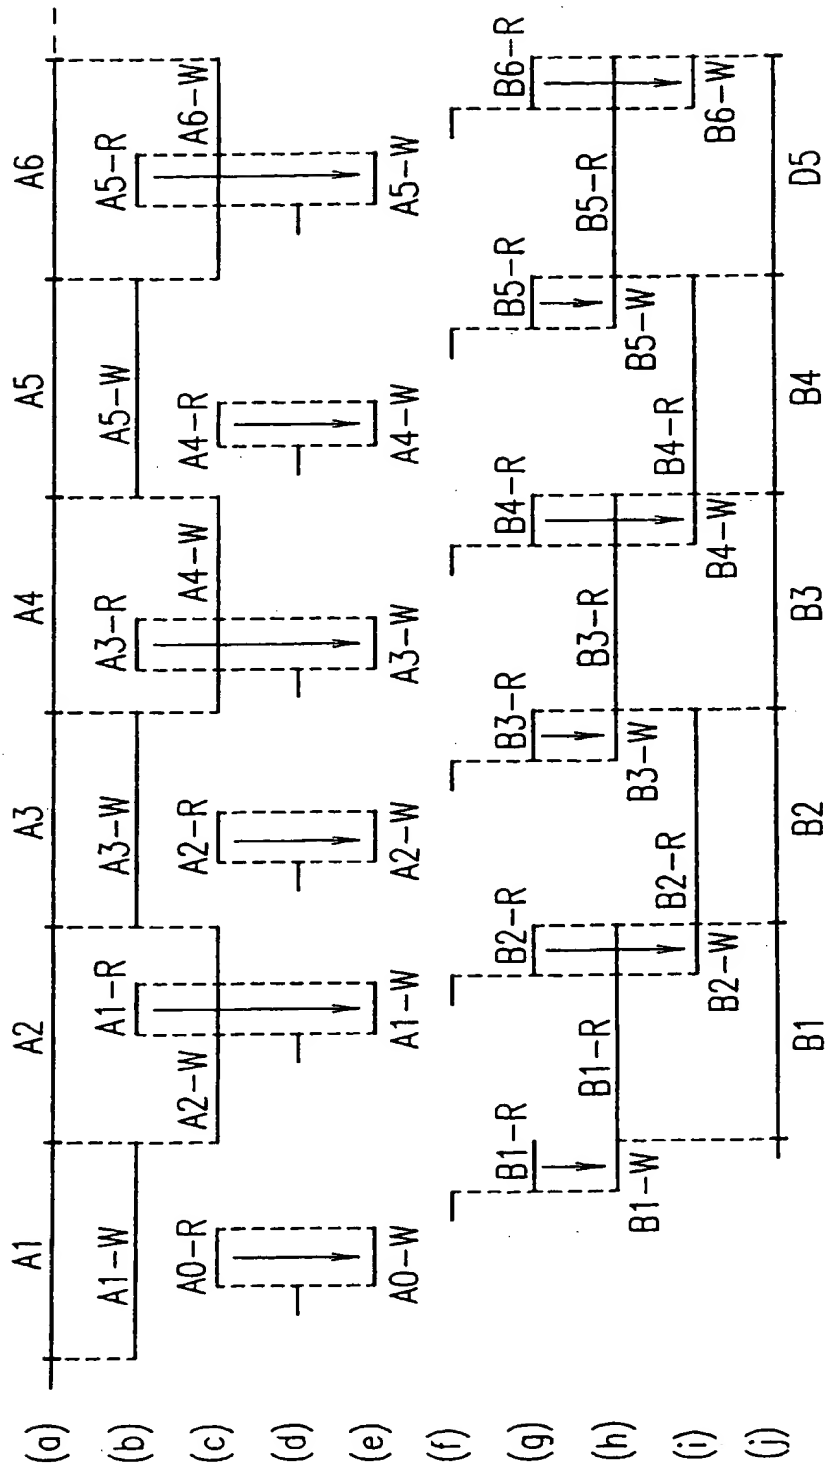 (a) A1 A2 A3 A4 A5 A6
(b) A1-W A1-R A3-W A3-R A5-W A5-R
(c) A0-R A2-W A2-R A4-W A4-R A6-W
(d)
(e) A0-W A1-W A2-W A3-W A4-W A5-W
(f)
(g) B1-R B2-R B3-R B4-R B5-R B6-R
(h) B1-W B1-R B3-W B3-R B5-W B5-R
(i) B2-W B2-R B4-W B4-R B6-W
(j) B1 B2 B3 B4 D5